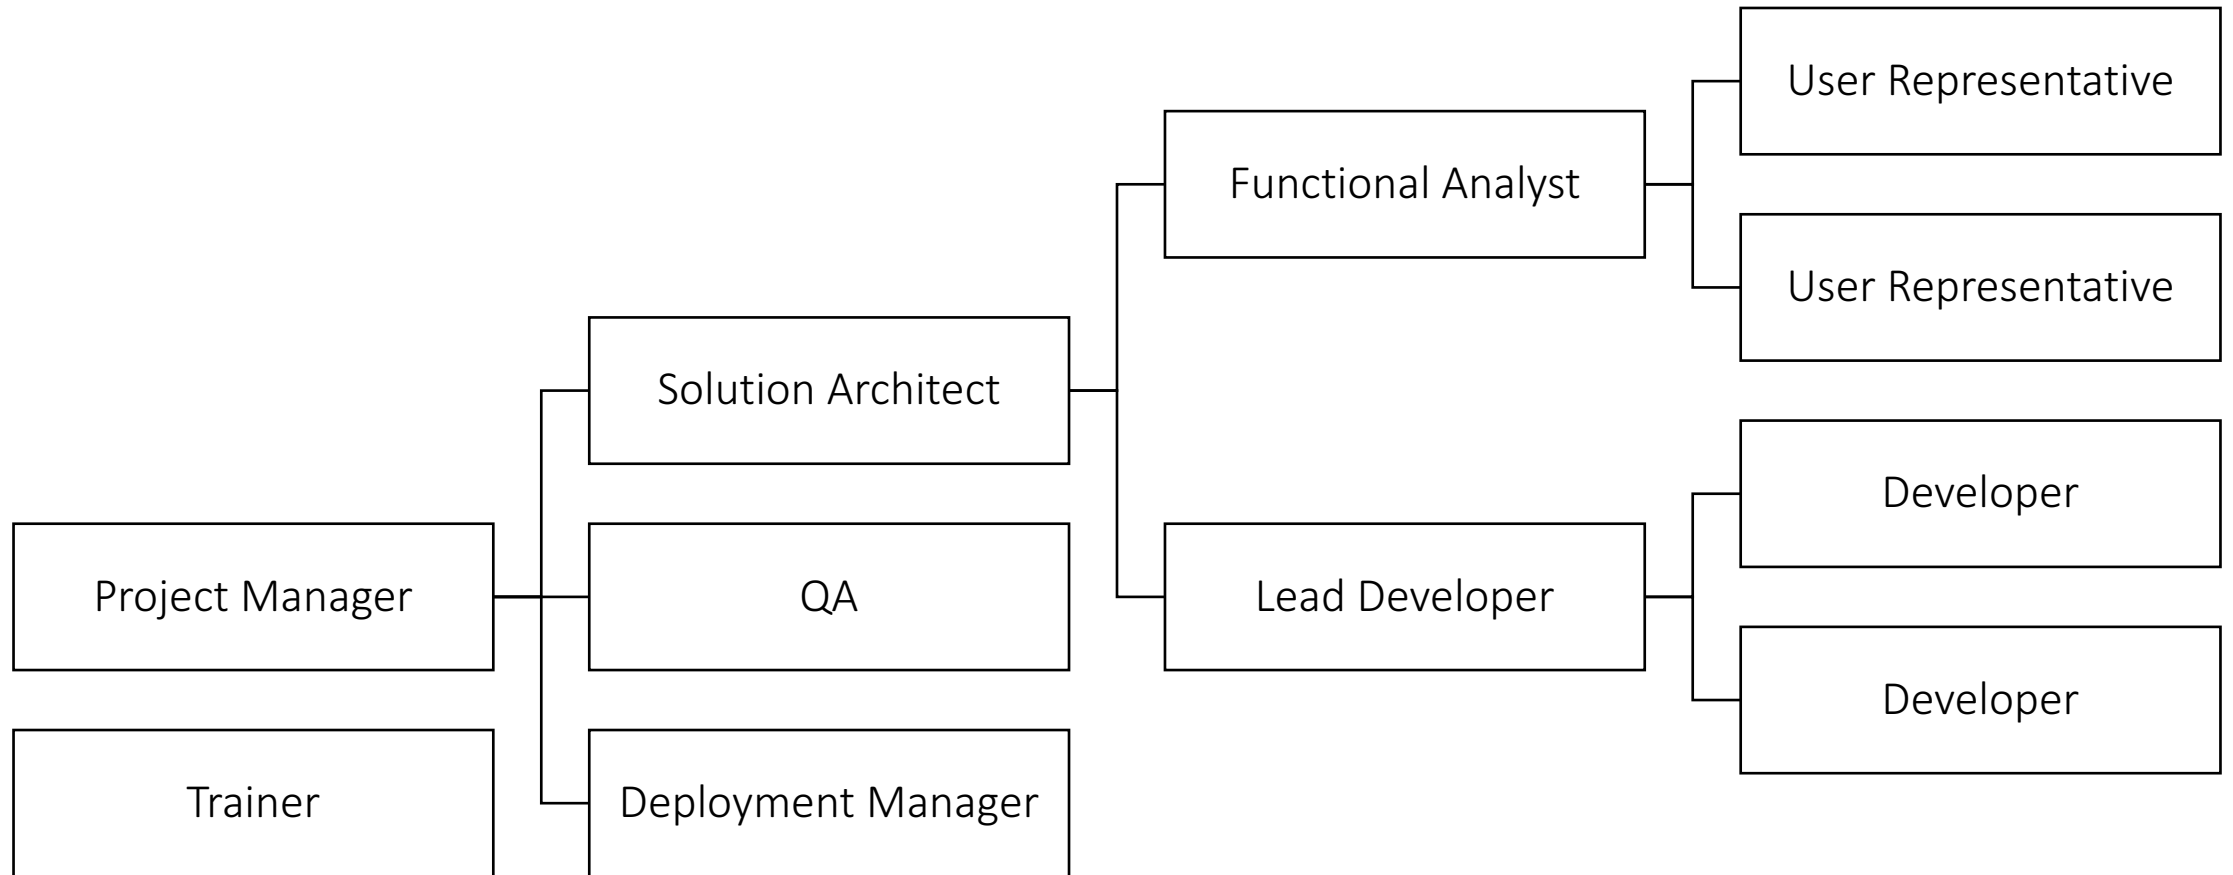 User Representative
Functional Analyst
User Representative
Solution Architect
Developer
Project Manager
QA
Lead Developer
Developer
Trainer
Deployment Manager